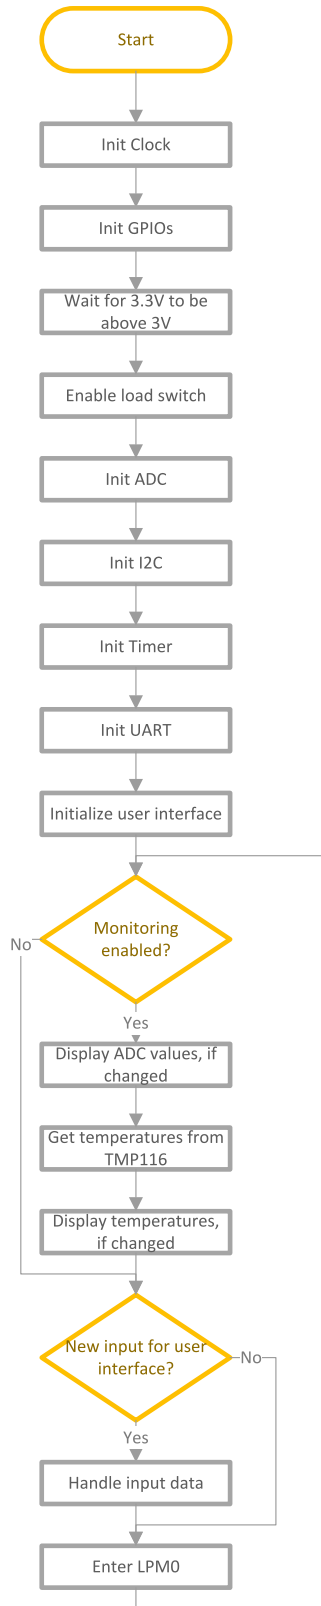 Start
Init Clock
Init GPIOs
Wait for 3.3V to be
above 3V
Enable load switch
Init ADC
Init I2C
Init Timer
Init UART
Initialize user interface
Monitoring
enabled?
No
Yes
Display ADC values, if
changed
Get temperatures from
TMP116
Display temperatures,
if changed
New input for user
interface?
No
Yes
Handle input data
Enter LPM0